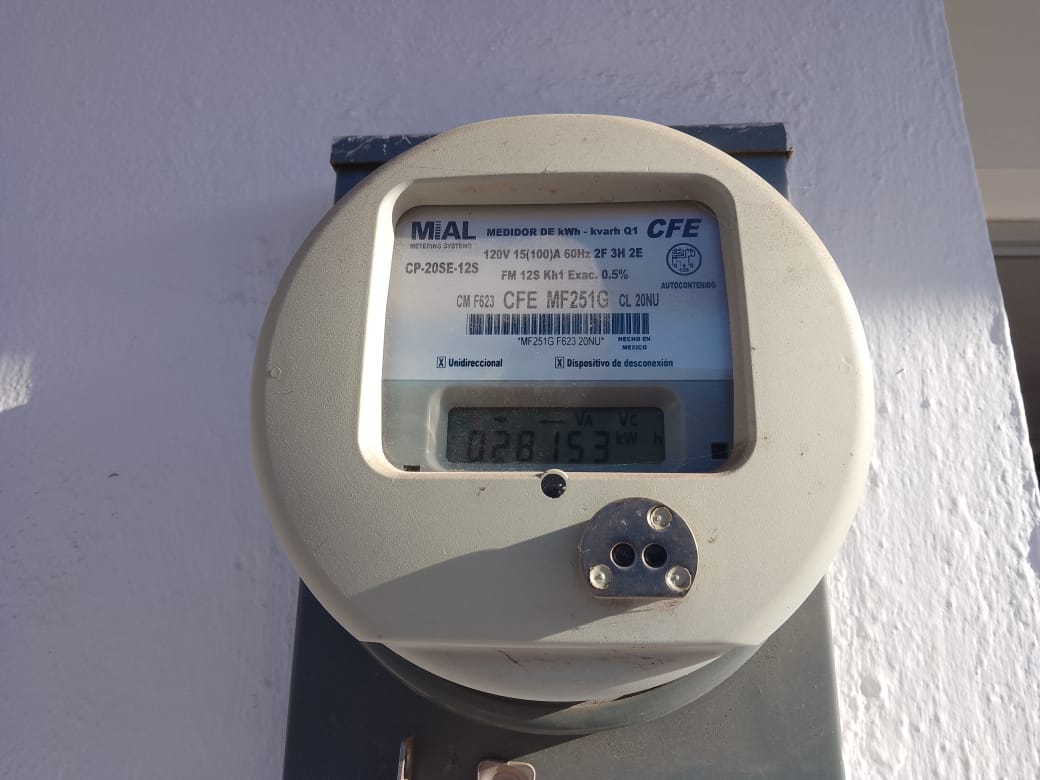 MIAL MEDIDOR DE kWh - kvarh Q1 CFE
METERING SYSTEMS
120V 15(100)A 60Hz 2F 3H 2E
CP-20SE-12S
FM 12S Kh1 Exac. 0.5%
AUTOCONTENIDO
CM F623 CFE MF251G CL 20NU
*MF251G F623 20NU*
HECHO EN
MEXICO
X Unidireccional X Dispositivo de desconexión
VA VC
028153 kW h